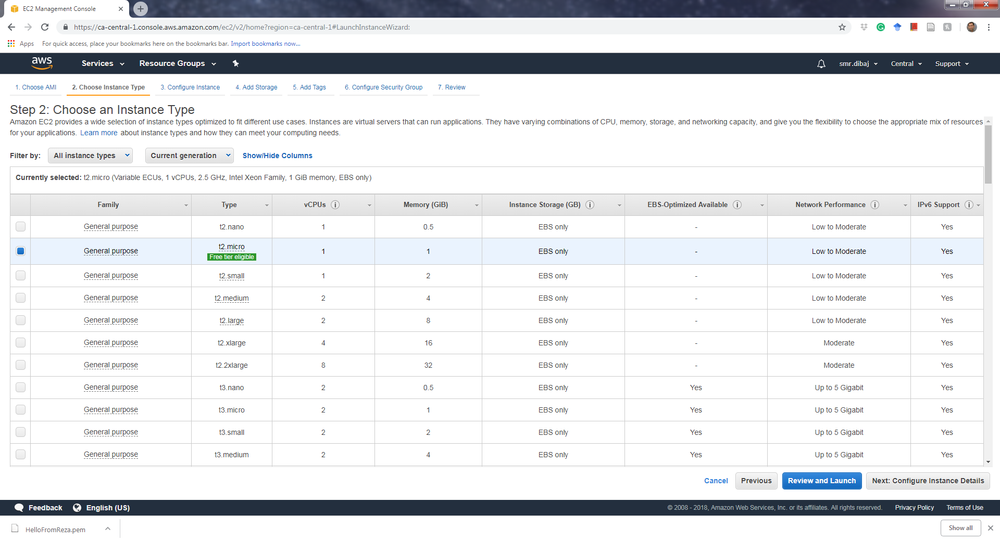 EC2 Management Console
https://ca-central-1.console.aws.amazon.com/ec2/v2/home?region=ca-central-1#LaunchInstanceWizard:
Apps For quick access, place your bookmarks here on the bookmarks bar. Import bookmarks now...
aws Services Resource Groups smr.dibaj Central Support
1. Choose AMI 2. Choose Instance Type 3. Configure Instance 4. Add Storage 5. Add Tags 6. Configure Security Group 7. Review
Step 2: Choose an Instance Type
Amazon EC2 provides a wide selection of instance types optimized to fit different use cases. Instances are virtual servers that can run applications. They have varying combinations of CPU, memory, storage, and networking capacity, and give you the flexibility to choose the appropriate mix of resources
for your applications. Learn more about instance types and how they can meet your computing needs.
Filter by: All instance types Current generation Show/Hide Columns
Currently selected: t2.micro (Variable ECUs, 1 vCPUs, 2.5 GHz, Intel Xeon Family, 1 GiB memory, EBS only)
Family Type vCPUs i Memory (GiB) Instance Storage (GB) i EBS-Optimized Available i Network Performance i IPv6 Support i
General purpose t2.nano 1 0.5 EBS only - Low to Moderate Yes
General purpose t2.micro 1 1 EBS only - Low to Moderate Yes
Free tier eligible
General purpose t2.small 1 2 EBS only - Low to Moderate Yes
General purpose t2.medium 2 4 EBS only - Low to Moderate Yes
General purpose t2.large 2 8 EBS only - Low to Moderate Yes
General purpose t2.xlarge 4 16 EBS only - Moderate Yes
General purpose t2.2xlarge 8 32 EBS only - Moderate Yes
General purpose t3.nano 2 0.5 EBS only Yes Up to 5 Gigabit Yes
General purpose t3.micro 2 1 EBS only Yes Up to 5 Gigabit Yes
General purpose t3.small 2 2 EBS only Yes Up to 5 Gigabit Yes
General purpose t3.medium 2 4 EBS only Yes Up to 5 Gigabit Yes
Cancel Previous Review and Launch Next: Configure Instance Details
Feedback English (US) © 2008 - 2018, Amazon Web Services, Inc. or its affiliates. All rights reserved. Privacy Policy Terms of Use
HelloFromReza.pem Show all